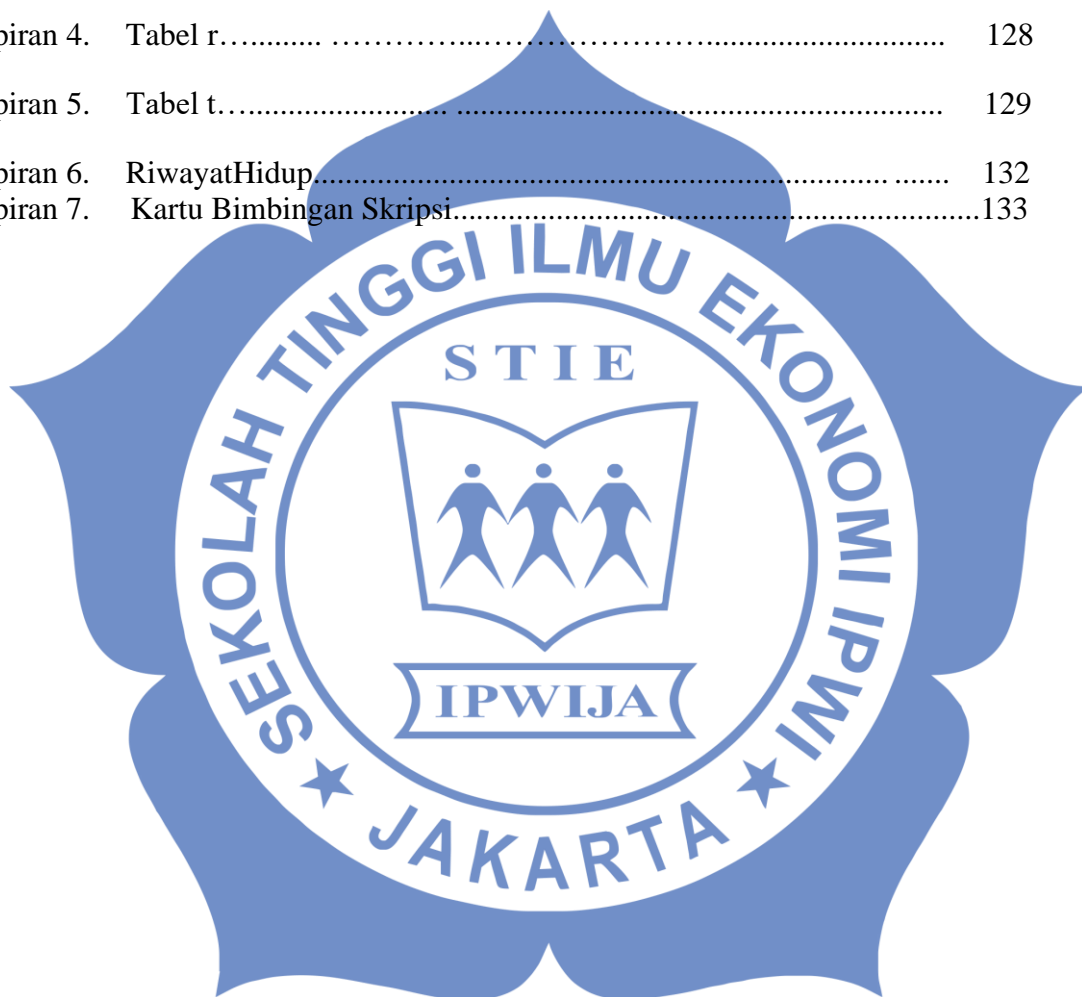 piran 4. Tabel r…......... …………...…………………............................... 128
piran 5. Tabel t…......................... ............................................................... 129
piran 6. RiwayatHidup.......................................................................... ....... 132
piran 7. Kartu Bimbingan Skripsi....................................................................133
SEKOLAH TINGGI ILMU EKONOMI IPWI
STIE
IPWIJA
JAKARTA